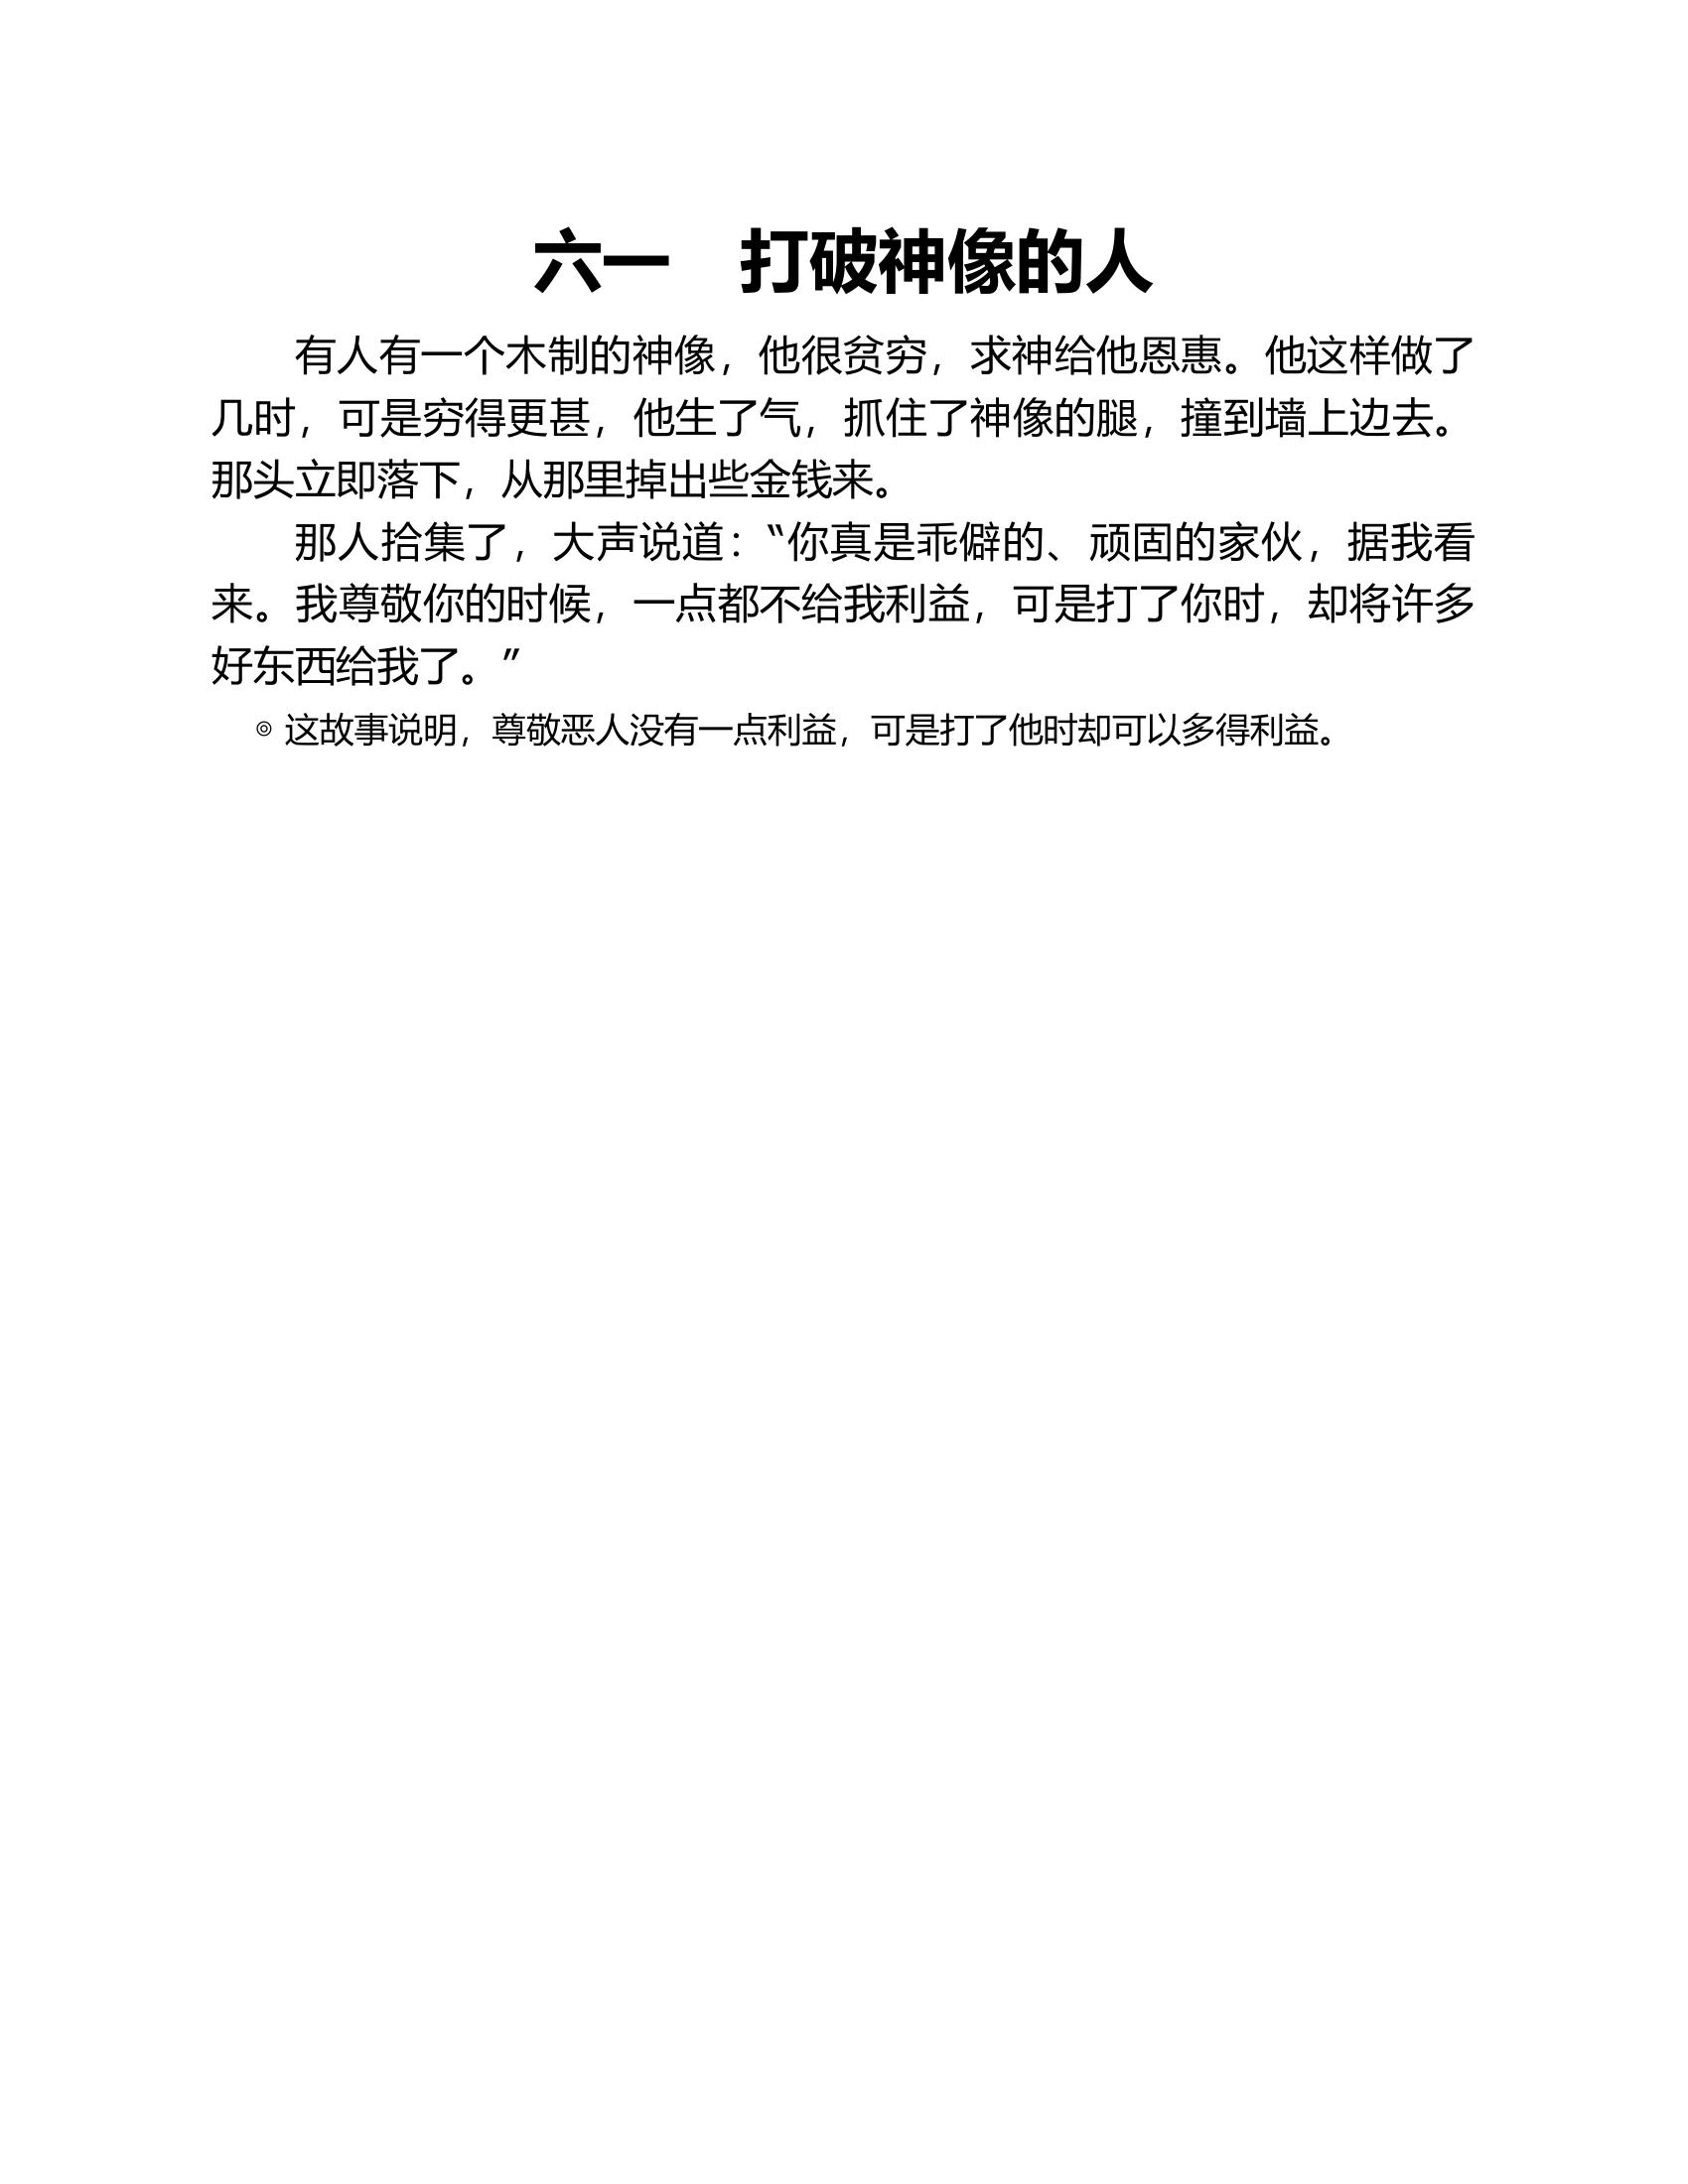 六一　打破神像的人
有人有一个木制的神像，他很贫穷，求神给他恩惠。他这样做了
几时，可是穷得更甚，他生了气，抓住了神像的腿，撞到墙上边去。
那头立即落下，从那里掉出些金钱来。
那人拾集了，大声说道：“你真是乖僻的、顽固的家伙，据我看
来。我尊敬你的时候，一点都不给我利益，可是打了你时，却将许多
好东西给我了。”
◎ 这故事说明，尊敬恶人没有一点利益，可是打了他时却可以多得利益。